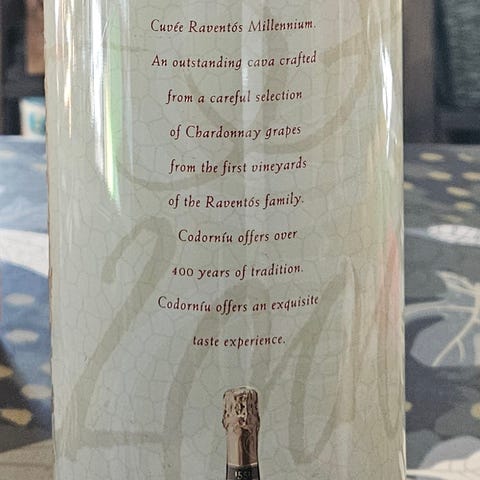 Cuvée Raventós Millennium.
An outstanding cava crafted
from a careful selection
of Chardonnay grapes
from the first vineyards
of the Raventós family.
Codorníu offers over
400 years of tradition.
Codorníu offers an exquisite
taste experience.